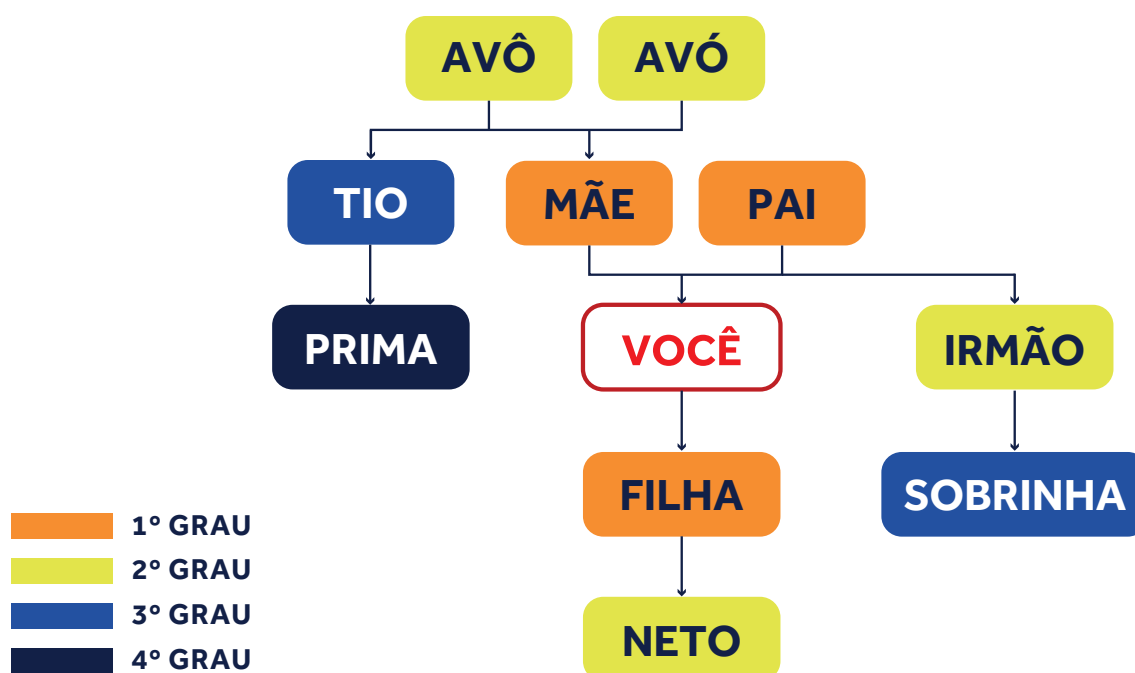 AVÔ
AVÓ
TIO
MÃE
PAI
PRIMA
VOCÊ
IRMÃO
FILHA
SOBRINHA
NETO
1º GRAU
2º GRAU
3º GRAU
4º GRAU